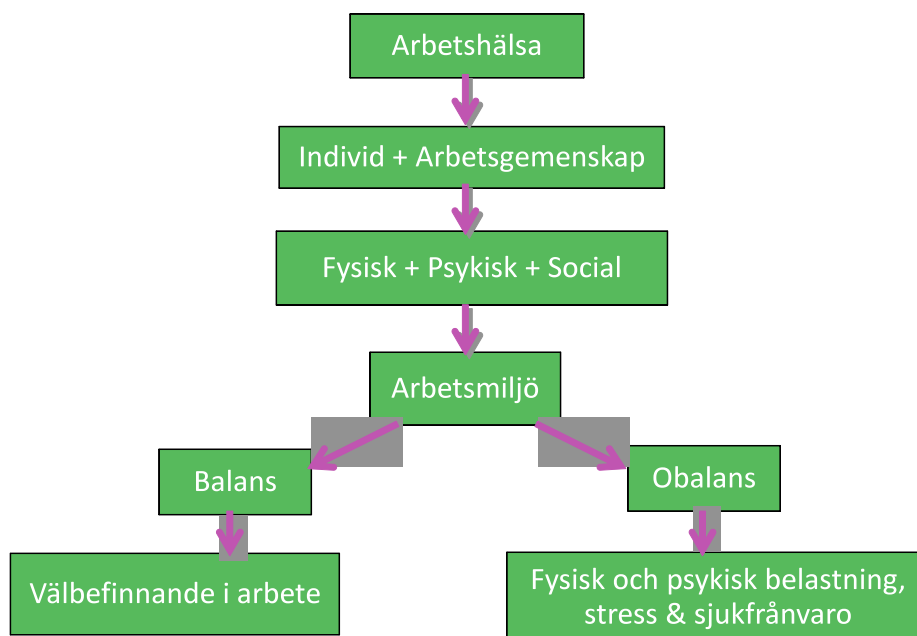 Arbetshälsa
Individ + Arbetsgemenskap
Fysisk + Psykisk + Social
Arbetsmiljö
Balans
Obalans
Välbefinnande i arbete
Fysisk och psykisk belastning,
stress & sjukfrånvaro